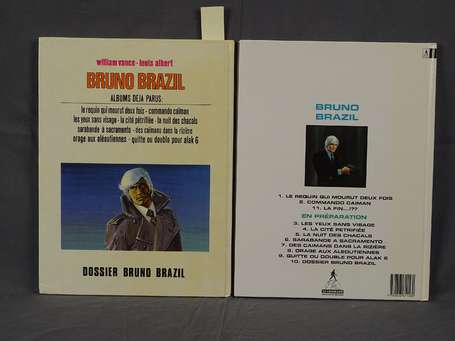 william vance - louis albert
BRUNO BRAZIL
ALBUMS DEJA PARUS:
le requin qui mourut deux fois - commando caïman
les yeux sans visage - la cité pétrifiée - la nuit des chacals
sarabande à sacramento - des caïmans dans la rizière
orage aux aléoutiennes - quitte ou double pour alak 6
DOSSIER BRUNO BRAZIL
BRUNO
BRAZIL
1. LE REQUIN QUI MOURUT DEUX FOIS
2. COMMANDO CAIMAN
11. LA FIN...!??
EN PRÉPARATION
3. LES YEUX SANS VISAGE
4. LA CITÉ PETRIFIÉE
5. LA NUIT DES CHACALS
6. SARABANDE A SACRAMENTO
7. DES CAIMANS DANS LA RIZIÈRE
8. ORAGE AUX ALÉOUTIENNES
9. QUITTE OU DOUBLE POUR ALAK 6
10. DOSSIER BRUNO BRAZIL